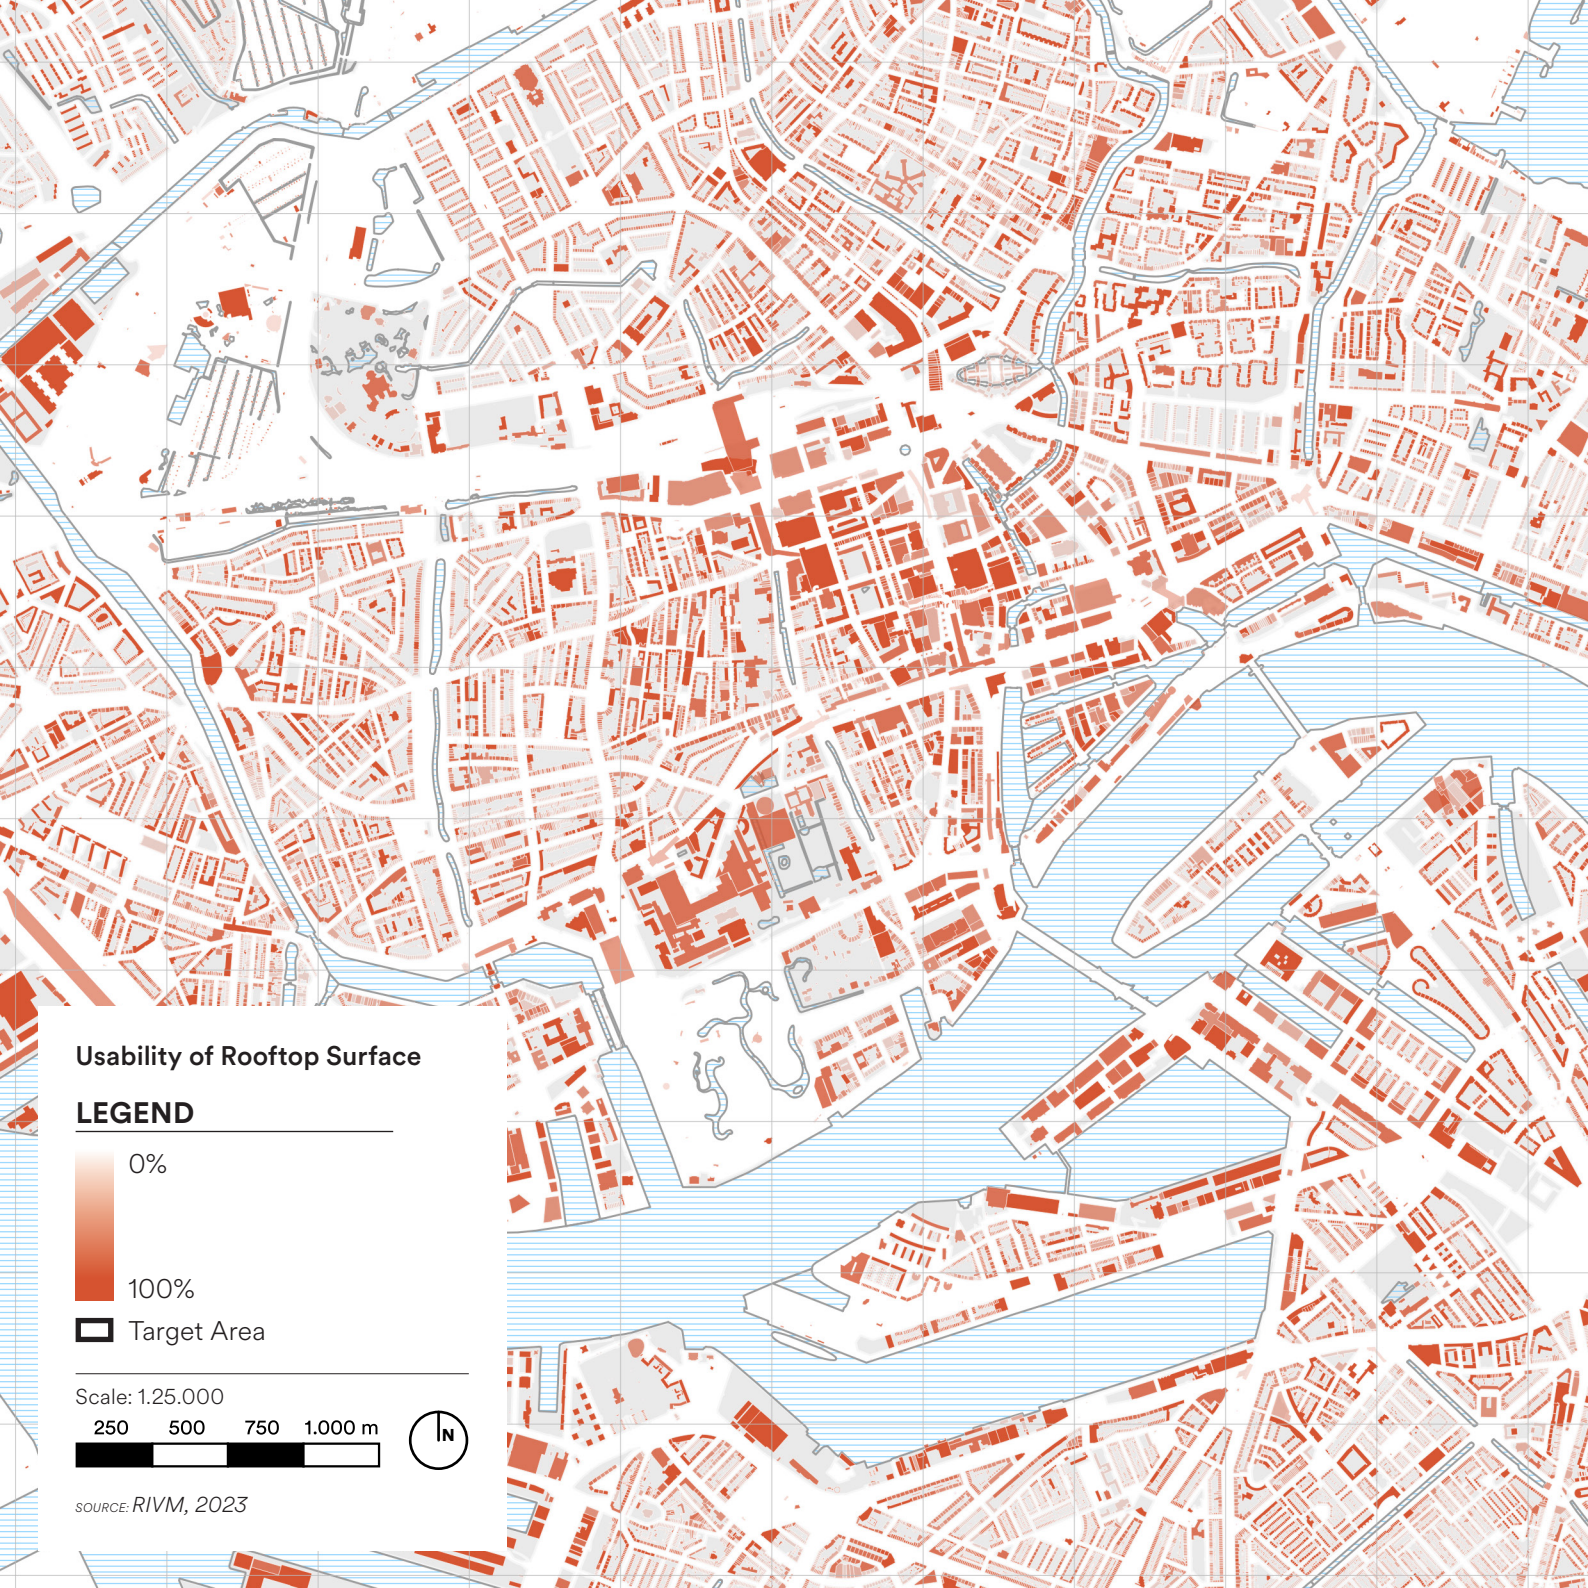 Usability of Rooftop Surface
LEGEND
0%
100%
Target Area
Scale: 1:25.000
250 500 750 1.000 m
N
SOURCE: RIVM, 2023